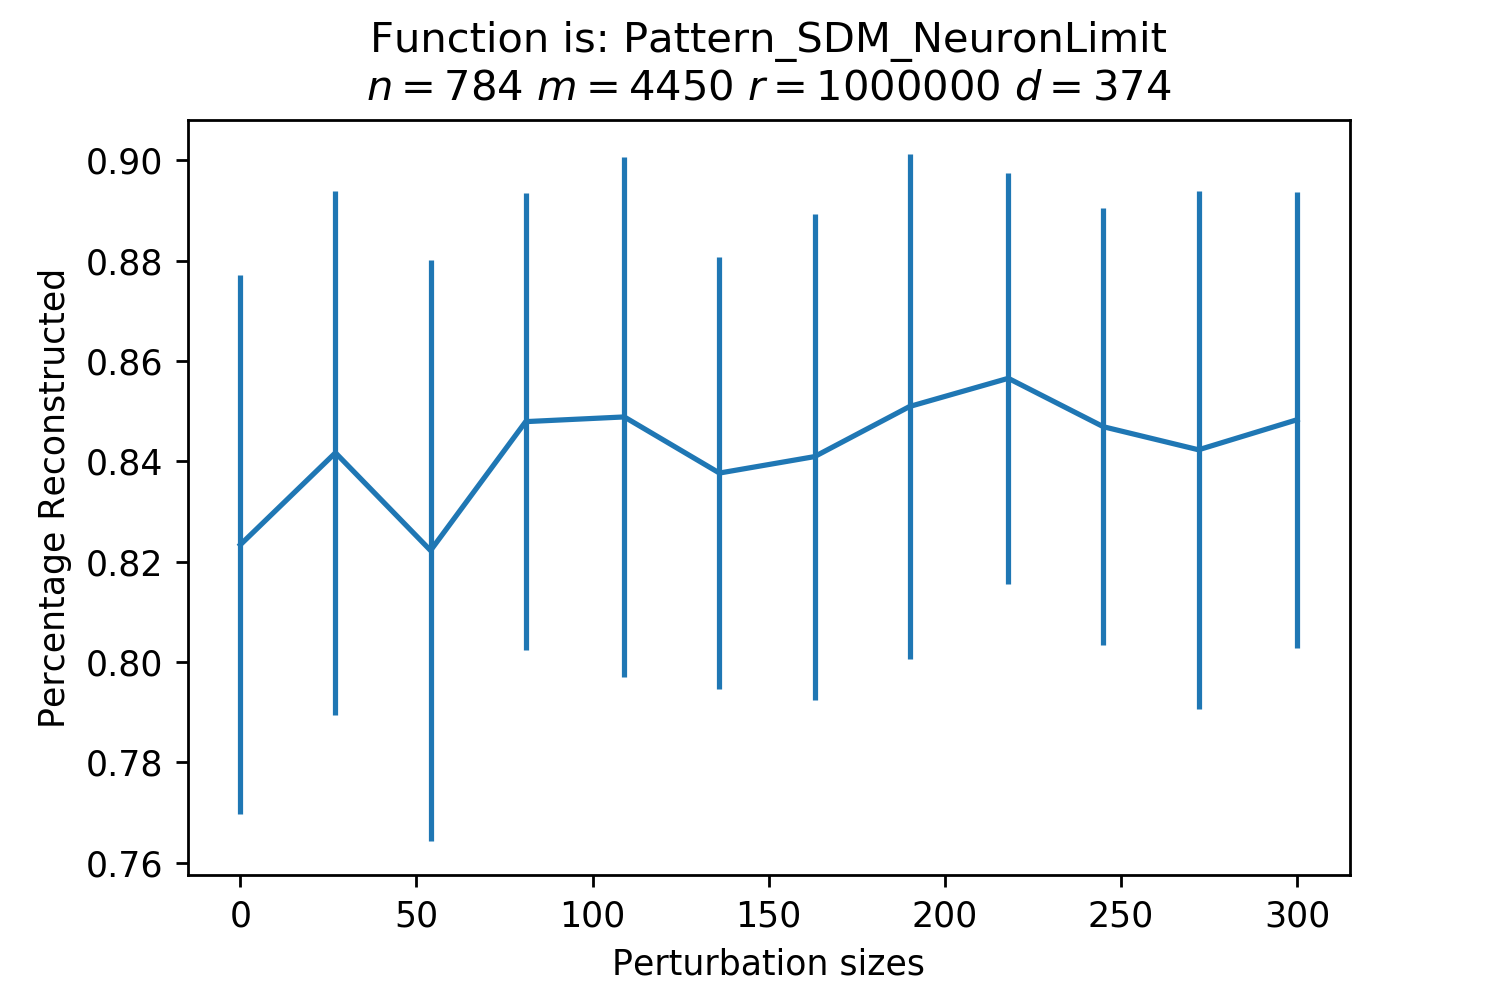 Function is: Pattern_SDM_NeuronLimit
n = 784 m = 4450 r = 1000000 d = 374
Percentage Reconstructed
0.90
0.88
0.86
0.84
0.82
0.80
0.78
0.76
0 50 100 150 200 250 300
Perturbation sizes